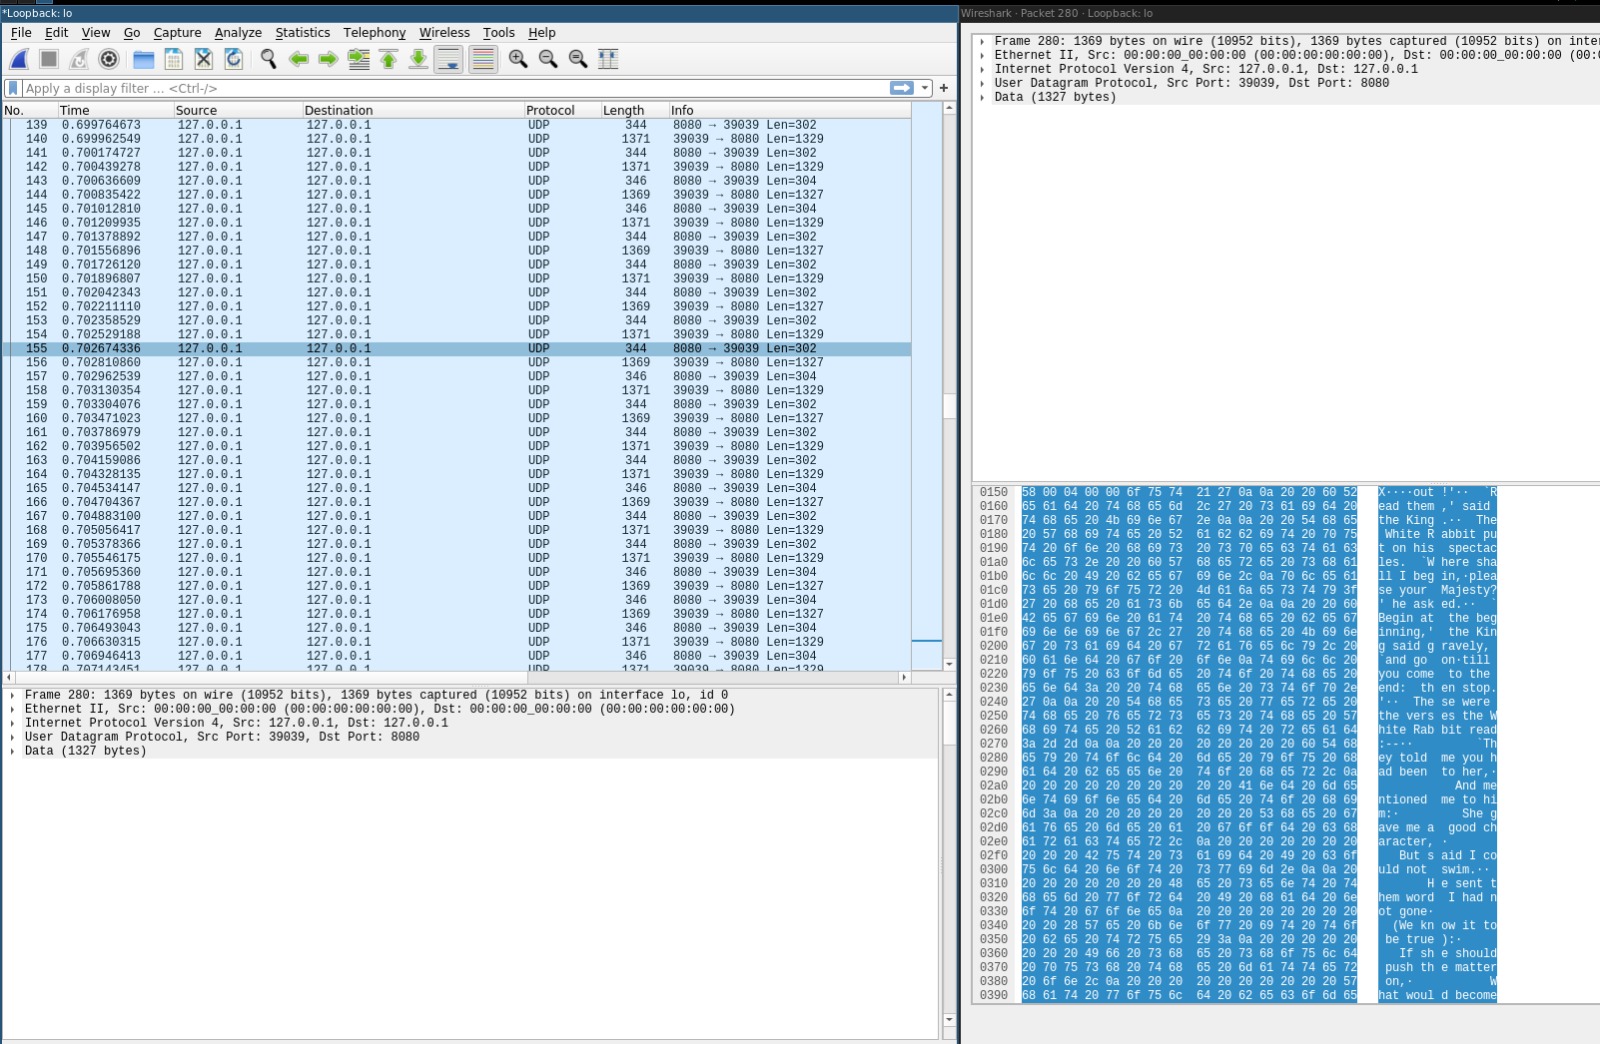 *Loopback: lo
File Edit View Go Capture Analyze Statistics Telephony Wireless Tools Help
Apply a display filter … <Ctrl-/>
No. Time Source Destination Protocol Length Info
139 0.699764673 127.0.0.1 127.0.0.1 UDP 344 8080 → 39039 Len=302
140 0.699962549 127.0.0.1 127.0.0.1 UDP 1371 39039 → 8080 Len=1329
141 0.700174727 127.0.0.1 127.0.0.1 UDP 344 8080 → 39039 Len=302
142 0.700439278 127.0.0.1 127.0.0.1 UDP 1371 39039 → 8080 Len=1329
143 0.700636609 127.0.0.1 127.0.0.1 UDP 346 8080 → 39039 Len=304
144 0.700835422 127.0.0.1 127.0.0.1 UDP 1369 39039 → 8080 Len=1327
145 0.701012810 127.0.0.1 127.0.0.1 UDP 346 8080 → 39039 Len=304
146 0.701209935 127.0.0.1 127.0.0.1 UDP 1371 39039 → 8080 Len=1329
147 0.701378892 127.0.0.1 127.0.0.1 UDP 344 8080 → 39039 Len=302
148 0.701556896 127.0.0.1 127.0.0.1 UDP 1369 39039 → 8080 Len=1327
149 0.701726120 127.0.0.1 127.0.0.1 UDP 344 8080 → 39039 Len=302
150 0.701896807 127.0.0.1 127.0.0.1 UDP 1371 39039 → 8080 Len=1329
151 0.702042343 127.0.0.1 127.0.0.1 UDP 344 8080 → 39039 Len=302
152 0.702211110 127.0.0.1 127.0.0.1 UDP 1369 39039 → 8080 Len=1327
153 0.702358529 127.0.0.1 127.0.0.1 UDP 344 8080 → 39039 Len=302
154 0.702529188 127.0.0.1 127.0.0.1 UDP 1371 39039 → 8080 Len=1329
155 0.702674336 127.0.0.1 127.0.0.1 UDP 344 8080 → 39039 Len=302
156 0.702810860 127.0.0.1 127.0.0.1 UDP 1369 39039 → 8080 Len=1327
157 0.702962539 127.0.0.1 127.0.0.1 UDP 346 8080 → 39039 Len=304
158 0.703130354 127.0.0.1 127.0.0.1 UDP 1371 39039 → 8080 Len=1329
159 0.703304076 127.0.0.1 127.0.0.1 UDP 344 8080 → 39039 Len=302
160 0.703471023 127.0.0.1 127.0.0.1 UDP 1369 39039 → 8080 Len=1327
161 0.703786979 127.0.0.1 127.0.0.1 UDP 344 8080 → 39039 Len=302
162 0.703956502 127.0.0.1 127.0.0.1 UDP 1371 39039 → 8080 Len=1329
163 0.704159086 127.0.0.1 127.0.0.1 UDP 344 8080 → 39039 Len=302
164 0.704328135 127.0.0.1 127.0.0.1 UDP 1371 39039 → 8080 Len=1329
165 0.704534147 127.0.0.1 127.0.0.1 UDP 346 8080 → 39039 Len=304
166 0.704704367 127.0.0.1 127.0.0.1 UDP 1369 39039 → 8080 Len=1327
167 0.704883100 127.0.0.1 127.0.0.1 UDP 344 8080 → 39039 Len=302
168 0.705056417 127.0.0.1 127.0.0.1 UDP 1371 39039 → 8080 Len=1329
169 0.705378366 127.0.0.1 127.0.0.1 UDP 344 8080 → 39039 Len=302
170 0.705546175 127.0.0.1 127.0.0.1 UDP 1371 39039 → 8080 Len=1329
171 0.705695360 127.0.0.1 127.0.0.1 UDP 346 8080 → 39039 Len=304
172 0.705861788 127.0.0.1 127.0.0.1 UDP 1369 39039 → 8080 Len=1327
173 0.706008050 127.0.0.1 127.0.0.1 UDP 346 8080 → 39039 Len=304
174 0.706176958 127.0.0.1 127.0.0.1 UDP 1369 39039 → 8080 Len=1327
175 0.706493043 127.0.0.1 127.0.0.1 UDP 346 8080 → 39039 Len=304
176 0.706630315 127.0.0.1 127.0.0.1 UDP 1371 39039 → 8080 Len=1329
177 0.706946413 127.0.0.1 127.0.0.1 UDP 346 8080 → 39039 Len=304
178 0.707143451 127.0.0.1 127.0.0.1 UDP 1371 39039 → 8080 Len=1329
Frame 280: 1369 bytes on wire (10952 bits), 1369 bytes captured (10952 bits) on interface lo, id 0
Ethernet II, Src: 00:00:00_00:00:00 (00:00:00:00:00:00), Dst: 00:00:00_00:00:00 (00:00:00:00:00:00)
Internet Protocol Version 4, Src: 127.0.0.1, Dst: 127.0.0.1
User Datagram Protocol, Src Port: 39039, Dst Port: 8080
Data (1327 bytes)
Wireshark · Packet 280 · Loopback: lo
Frame 280: 1369 bytes on wire (10952 bits), 1369 bytes captured (10952 bits) on inte
Ethernet II, Src: 00:00:00_00:00:00 (00:00:00:00:00:00), Dst: 00:00:00_00:00:00 (00:
Internet Protocol Version 4, Src: 127.0.0.1, Dst: 127.0.0.1
User Datagram Protocol, Src Port: 39039, Dst Port: 8080
Data (1327 bytes)
0150 58 00 04 00 00 6f 75 74 21 27 0a 0a 20 20 60 52 X····out !'·· `R
0160 65 61 64 20 74 68 65 6d 2c 27 20 73 61 69 64 20 ead them ,' said
0170 74 68 65 20 4b 69 6e 67 2e 0a 0a 20 20 54 68 65 the King .·· The
0180 20 57 68 69 74 65 20 52 61 62 62 69 74 20 70 75 White R abbit pu
0190 74 20 6f 6e 20 68 69 73 20 73 70 65 63 74 61 63 t on his spectac
01a0 6c 65 73 2e 20 20 60 57 68 65 72 65 20 73 68 61 les. `W here sha
01b0 6c 6c 20 49 20 62 65 67 69 6e 2c 0a 70 6c 65 61 ll I beg in,·plea
01c0 73 65 20 79 6f 75 72 20 4d 61 6a 65 73 74 79 3f se your Majesty?
01d0 27 20 68 65 20 61 73 6b 65 64 2e 0a 0a 20 20 60 ' he ask ed.·· `
01e0 42 65 67 69 6e 20 61 74 20 74 68 65 20 62 65 67 Begin at the beg
01f0 69 6e 6e 69 6e 67 2c 27 20 74 68 65 20 4b 69 6e inning,' the Kin
0200 67 20 73 61 69 64 20 67 72 61 76 65 6c 79 2c 20 g said g ravely,
0210 60 61 6e 64 20 67 6f 20 6f 6e 0a 74 69 6c 6c 20 `and go on·till
0220 79 6f 75 20 63 6f 6d 65 20 74 6f 20 74 68 65 20 you come to the
0230 65 6e 64 3a 20 20 74 68 65 6e 20 73 74 6f 70 2e end: th en stop.
0240 27 0a 0a 20 20 54 68 65 73 65 20 77 65 72 65 20 '·· The se were
0250 74 68 65 20 76 65 72 73 65 73 20 74 68 65 20 57 the vers es the W
0260 68 69 74 65 20 52 61 62 62 69 74 20 72 65 61 64 hite Rab bit read
0270 3a 2d 2d 0a 0a 20 20 20 20 20 20 20 20 60 54 68 :--·· `Th
0280 65 79 20 74 6f 6c 64 20 6d 65 20 79 6f 75 20 68 ey told me you h
0290 61 64 20 62 65 65 6e 20 74 6f 20 68 65 72 2c 0a ad been to her,·
02a0 20 20 20 20 20 20 20 20 20 41 6e 64 20 6d 65 And me
02b0 6e 74 69 6f 6e 65 64 20 6d 65 20 74 6f 20 68 69 ntioned me to hi
02c0 6d 3a 0a 20 20 20 20 20 20 20 20 53 68 65 20 67 m:· She g
02d0 61 76 65 20 6d 65 20 61 20 67 6f 6f 64 20 63 68 ave me a good ch
02e0 61 72 61 63 74 65 72 2c 0a 20 20 20 20 20 20 20 aracter, ·
02f0 20 20 20 42 75 74 20 73 61 69 64 20 49 20 63 6f But s aid I co
0300 75 6c 64 20 6e 6f 74 20 73 77 69 6d 2e 0a 0a 20 uld not swim.··
0310 20 20 20 20 20 20 20 48 65 20 73 65 6e 74 20 74 H e sent t
0320 68 65 6d 20 77 6f 72 64 20 49 20 68 61 64 20 6e hem word I had n
0330 6f 74 20 67 6f 6e 65 0a 20 20 20 20 20 20 20 20 ot gone·
0340 20 20 28 57 65 20 6b 6e 6f 77 20 69 74 20 74 6f (We kn ow it to
0350 20 62 65 20 74 72 75 65 29 3a 0a 20 20 20 20 20 be true ):·
0360 20 20 20 49 66 20 73 68 65 20 73 68 6f 75 6c 64 If sh e should
0370 20 70 75 73 68 20 74 68 65 20 6d 61 74 74 65 72 push th e matter
0380 20 6f 6e 2c 0a 20 20 20 20 20 20 20 20 20 20 57 on,· W
0390 68 61 74 20 77 6f 75 6c 64 20 62 65 63 6f 6d 65 hat woul d become